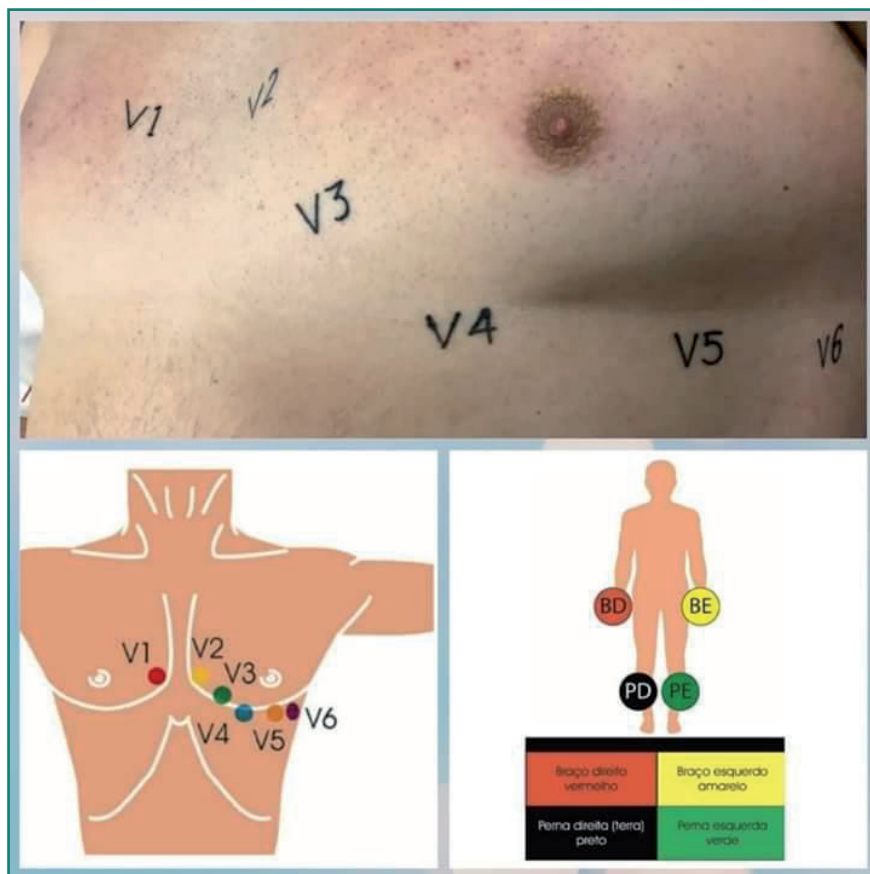 V1
V2
V3
V4
V5
V6
V1
V2
V3
V4
V5
V6
BD
BE
PD
PE
Braço direito
vermelho
Braço esquerdo
amarelo
Perna direita (terra)
preto
Perna esquerda
verde